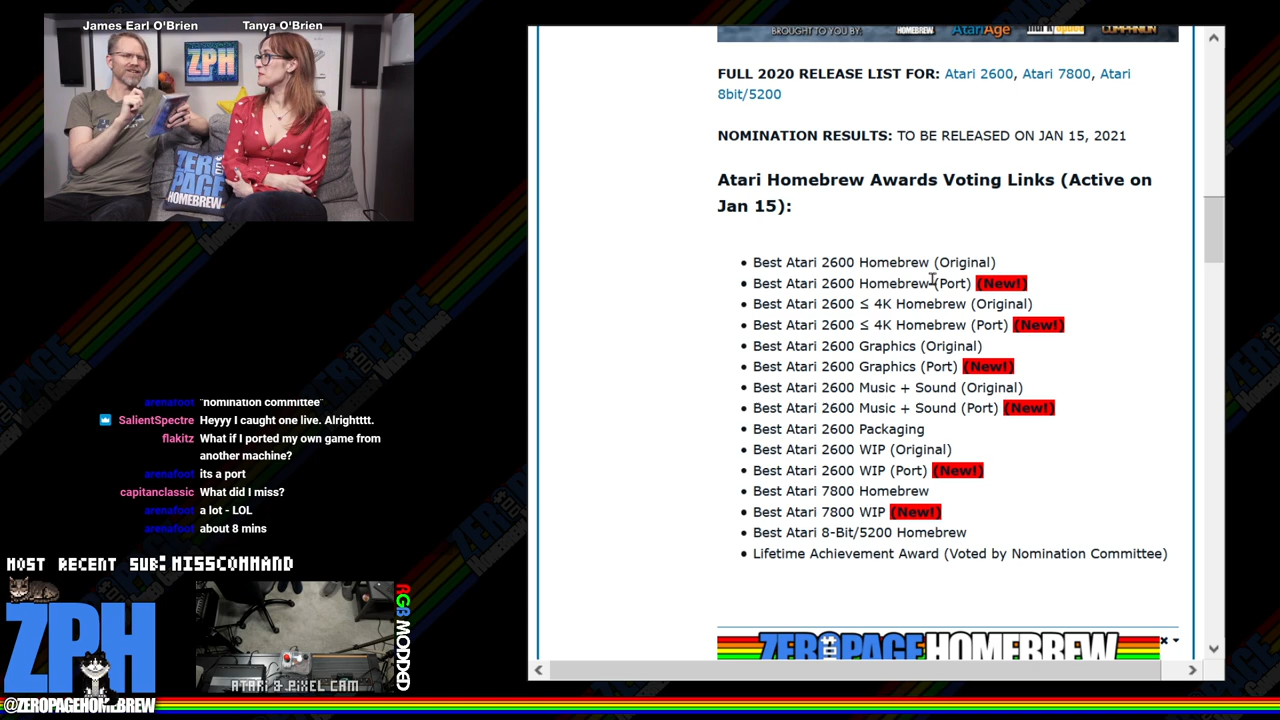 James Earl O'Brien
Tanya O'Brien
ZPH
ZERO
PAGE
HOMEBREW
BROUGHT TO YOU BY:
HOMEBREW
AtariAge
COMPANION
FULL 2020 RELEASE LIST FOR: Atari 2600, Atari 7800, Atari
8bit/5200
NOMINATION RESULTS: TO BE RELEASED ON JAN 15, 2021
Atari Homebrew Awards Voting Links (Active on
Jan 15):
• Best Atari 2600 Homebrew (Original)
• Best Atari 2600 Homebrew (Port) (New!)
• Best Atari 2600 ≤ 4K Homebrew (Original)
• Best Atari 2600 ≤ 4K Homebrew (Port) (New!)
• Best Atari 2600 Graphics (Original)
• Best Atari 2600 Graphics (Port) (New!)
• Best Atari 2600 Music + Sound (Original)
• Best Atari 2600 Music + Sound (Port) (New!)
• Best Atari 2600 Packaging
• Best Atari 2600 WIP (Original)
• Best Atari 2600 WIP (Port) (New!)
• Best Atari 7800 Homebrew
• Best Atari 7800 WIP (New!)
• Best Atari 8-Bit/5200 Homebrew
• Lifetime Achievement Award (Voted by Nomination Committee)
ZEROPAGEHOMEBREW
arenafoot "nomination committee"
SalientSpectre Heyyy I caught one live. Alrightttt.
flakitz What if I ported my own game from
another machine?
arenafoot its a port
capitanclassic What did I miss?
arenafoot a lot - LOL
arenafoot about 8 mins
MOST RECENT SUB: MISSCOMMAND
ZPH
RGB MODDED
ATARI & PIXEL CAM
@ZEROPAGEHOMEBREW